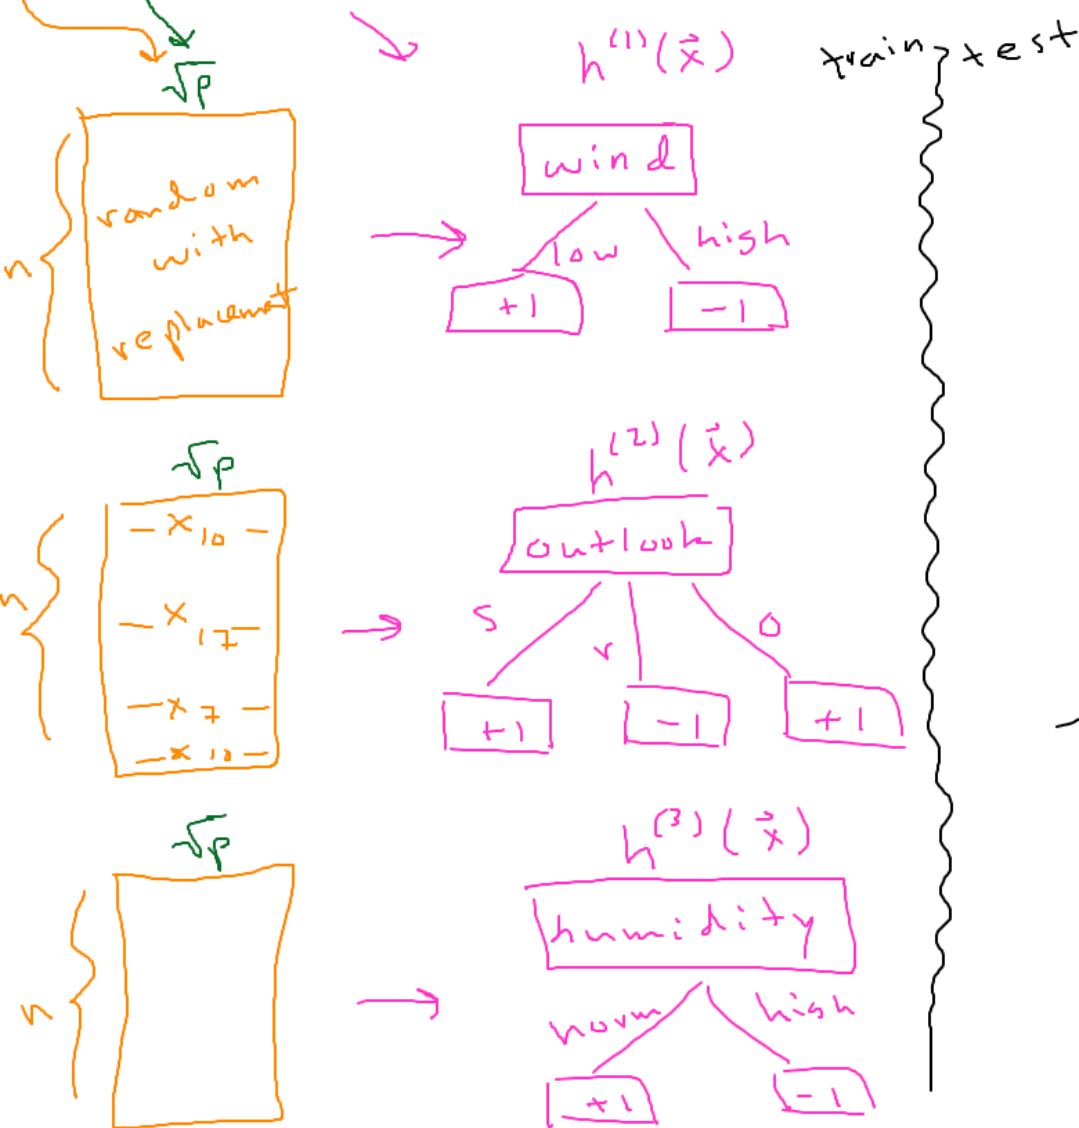 √p
h⁽¹⁾(x⃗)
train test
n
random
with
replacement
wind
low high
+1 -1
√p
h⁽²⁾(x⃗)
n
— x₁₀ —
— x₁₇ —
— x₇ —
— x₁₀ —
outlook
s r o
+1 -1 +1
√p
h⁽³⁾(x⃗)
n
humidity
norm high
+1 -1